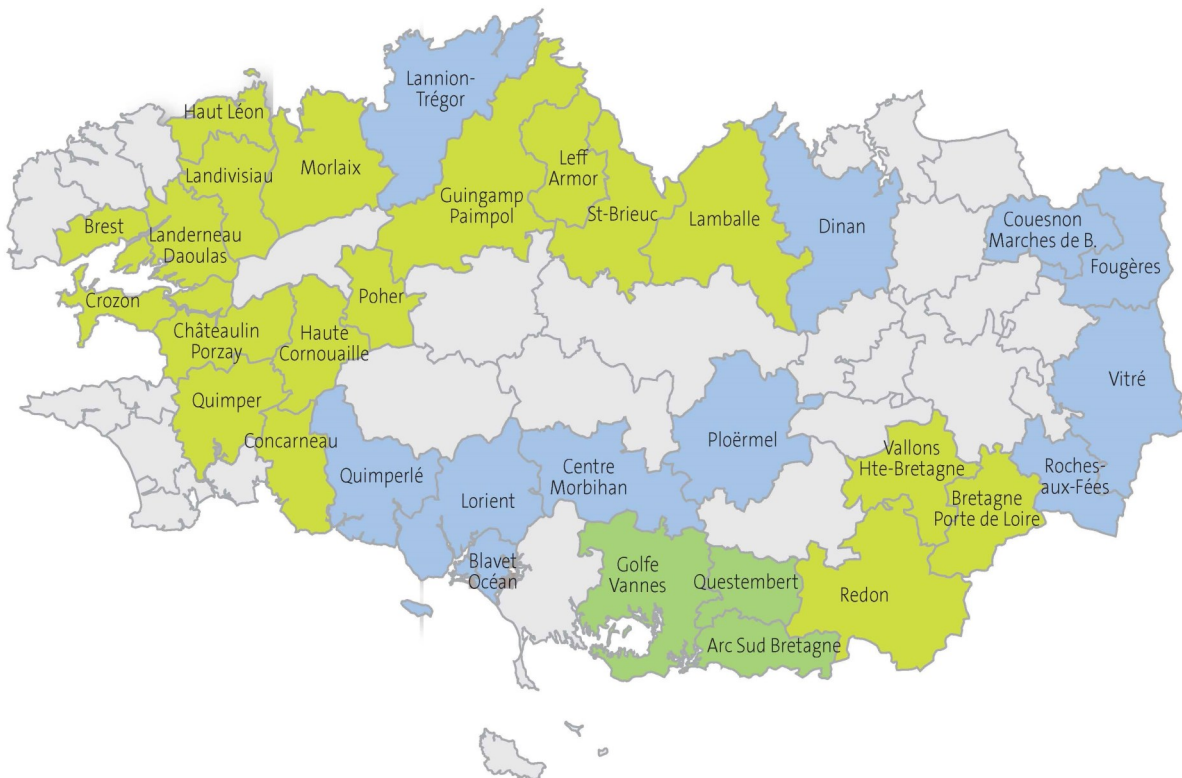 Lannion-
Trégor
Haut Léon
Landivisiau
Morlaix
Leff
Armor
Guingamp
Paimpol
St-Brieuc
Lamballe
Dinan
Couesnon
Marches de B.
Fougères
Brest
Landerneau
Daoulas
Crozon
Poher
Châteaulin
Porzay
Haute
Cornouaille
Vitré
Quimper
Concarneau
Ploërmel
Vallons
Hte-Bretagne
Quimperlé
Lorient
Centre
Morbihan
Roches-
aux-Fées
Bretagne
Porte de Loire
Blavet
Océan
Golfe
Vannes
Questembert
Redon
Arc Sud Bretagne